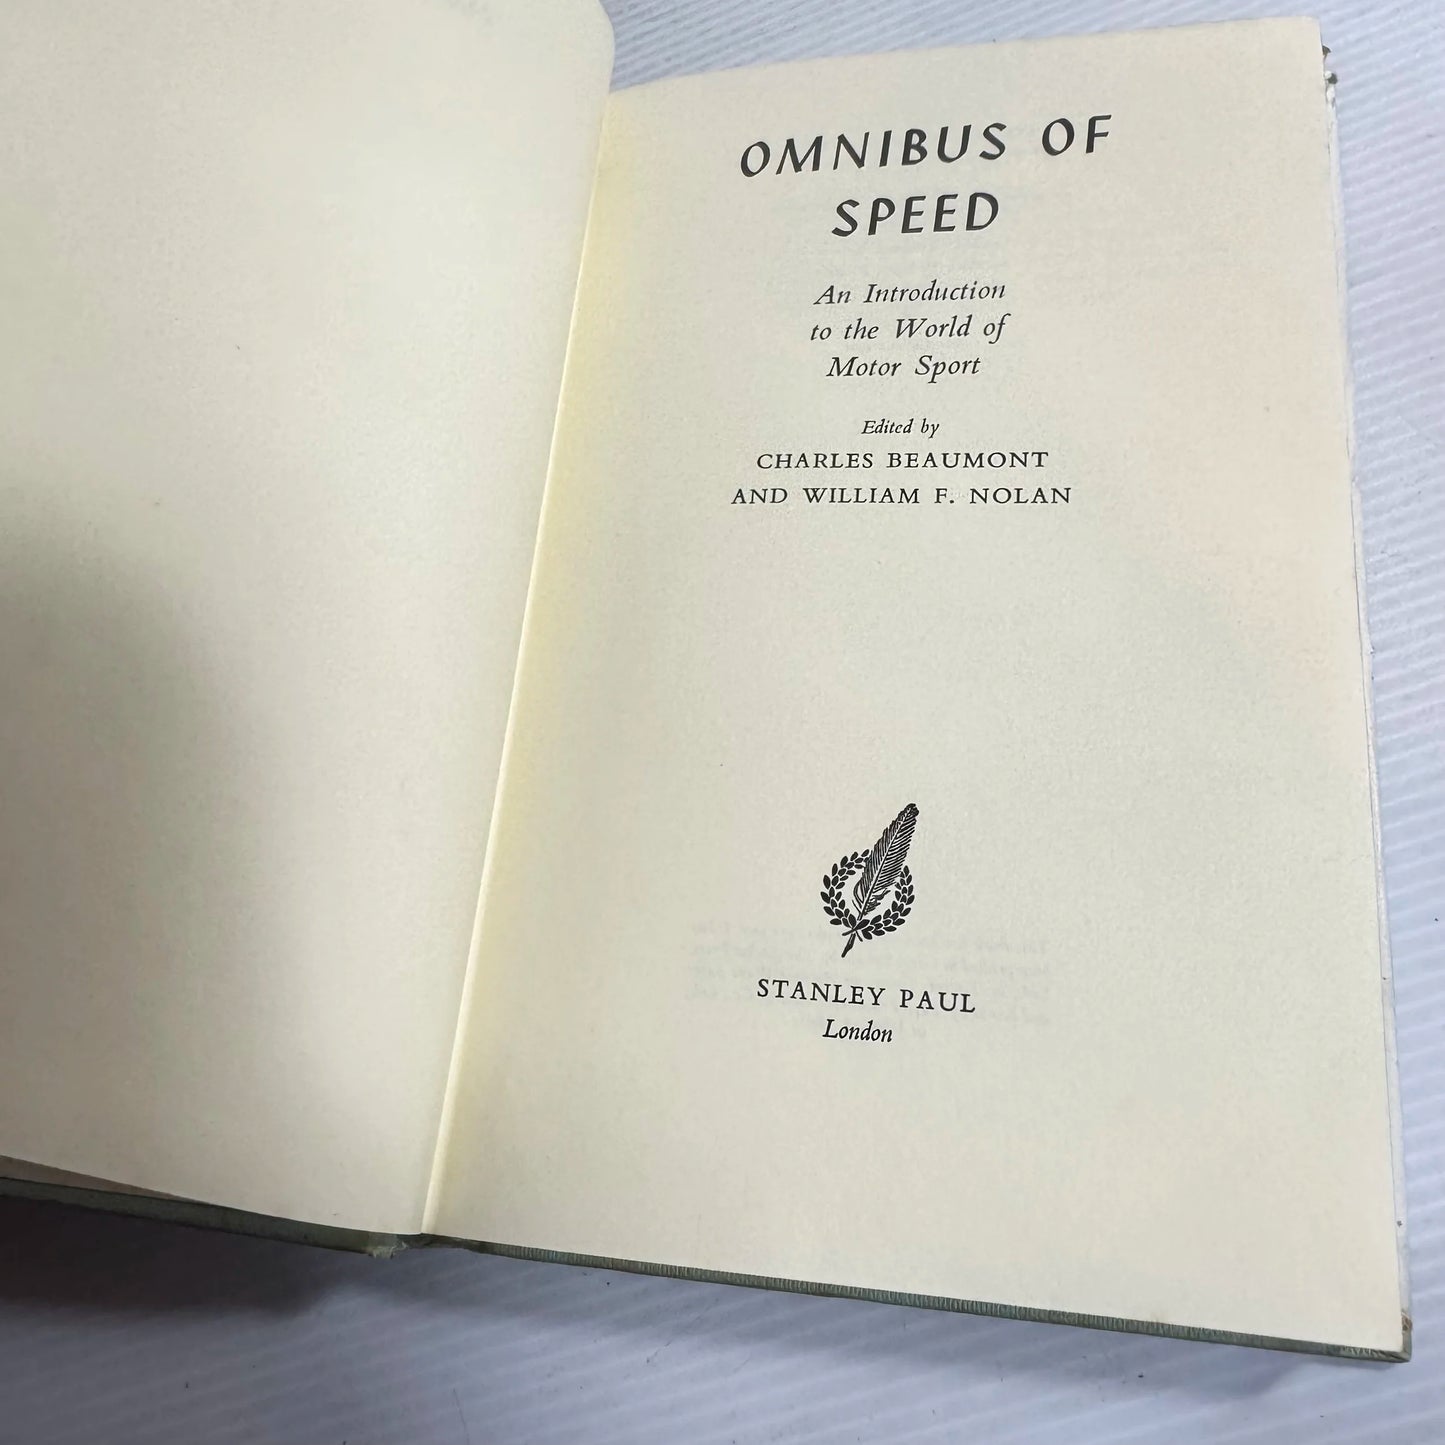 OMNIBUS OF
SPEED
An Introduction
to the World of
Motor Sport
Edited by
CHARLES BEAUMONT
AND WILLIAM F. NOLAN
STANLEY PAUL
London